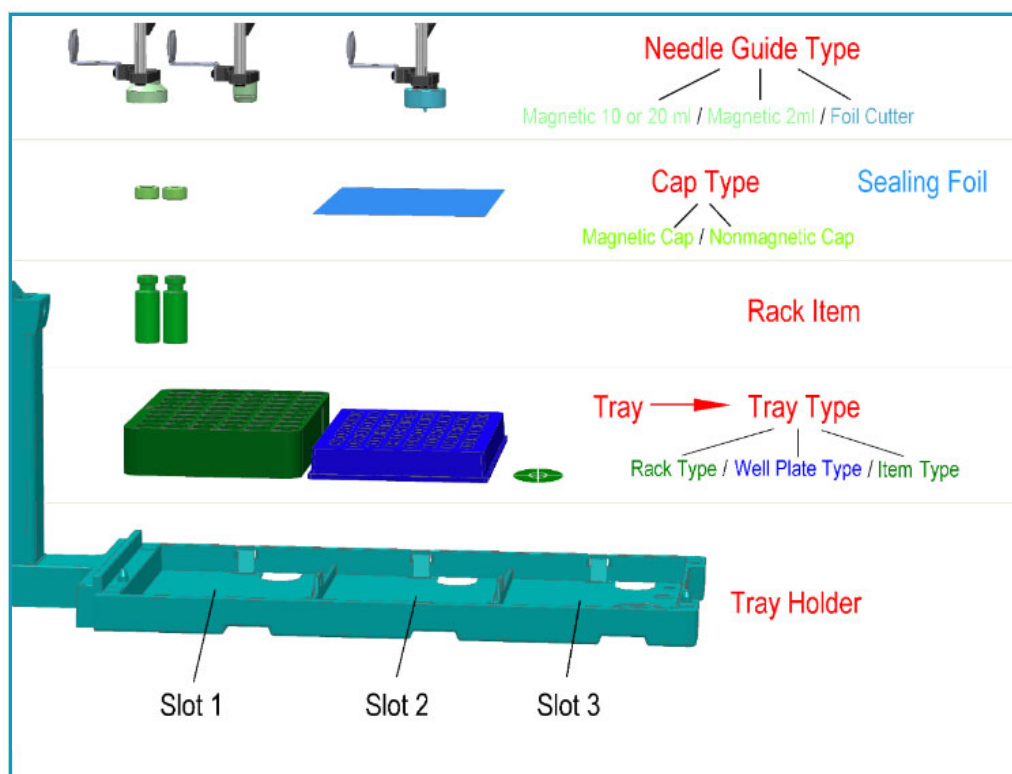 Needle Guide Type
Magnetic 10 or 20 ml / Magnetic 2ml / Foil Cutter
Cap Type
Sealing Foil
Magnetic Cap / Nonmagnetic Cap
Rack Item
Tray
Tray Type
Rack Type / Well Plate Type / Item Type
Tray Holder
Slot 1
Slot 2
Slot 3